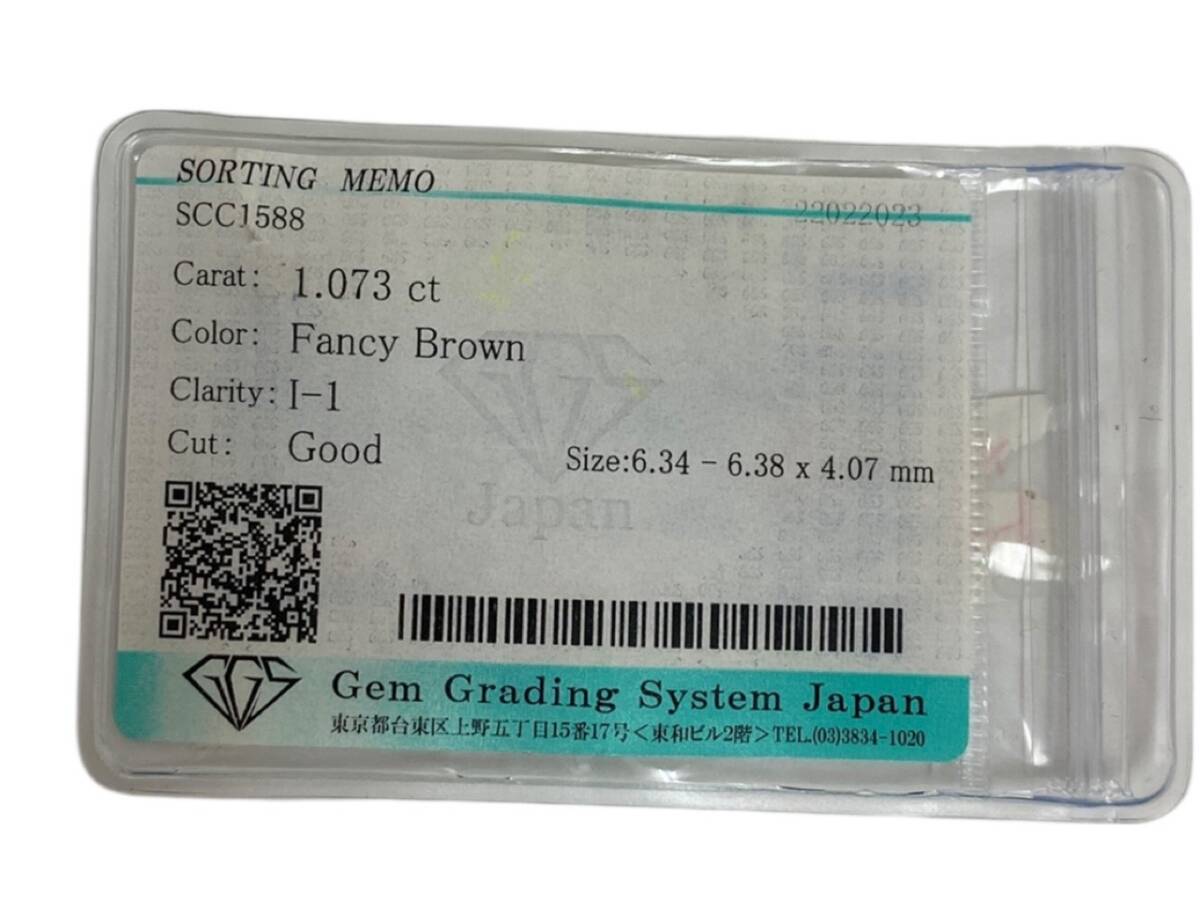 SORTING MEMO
SCC1588 22022023
Carat: 1.073 ct
Color: Fancy Brown
Clarity: I-1
Cut: Good Size:6.34 - 6.38 x 4.07 mm
GGS
Japan
GGS
Gem Grading System Japan
東京都台東区上野五丁目15番17号<東和ビル2階>TEL.(03)3834-1020